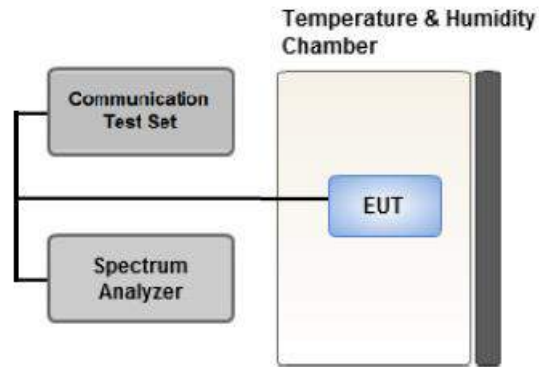 Temperature & Humidity
Chamber
Communication
Test Set
EUT
Spectrum
Analyzer